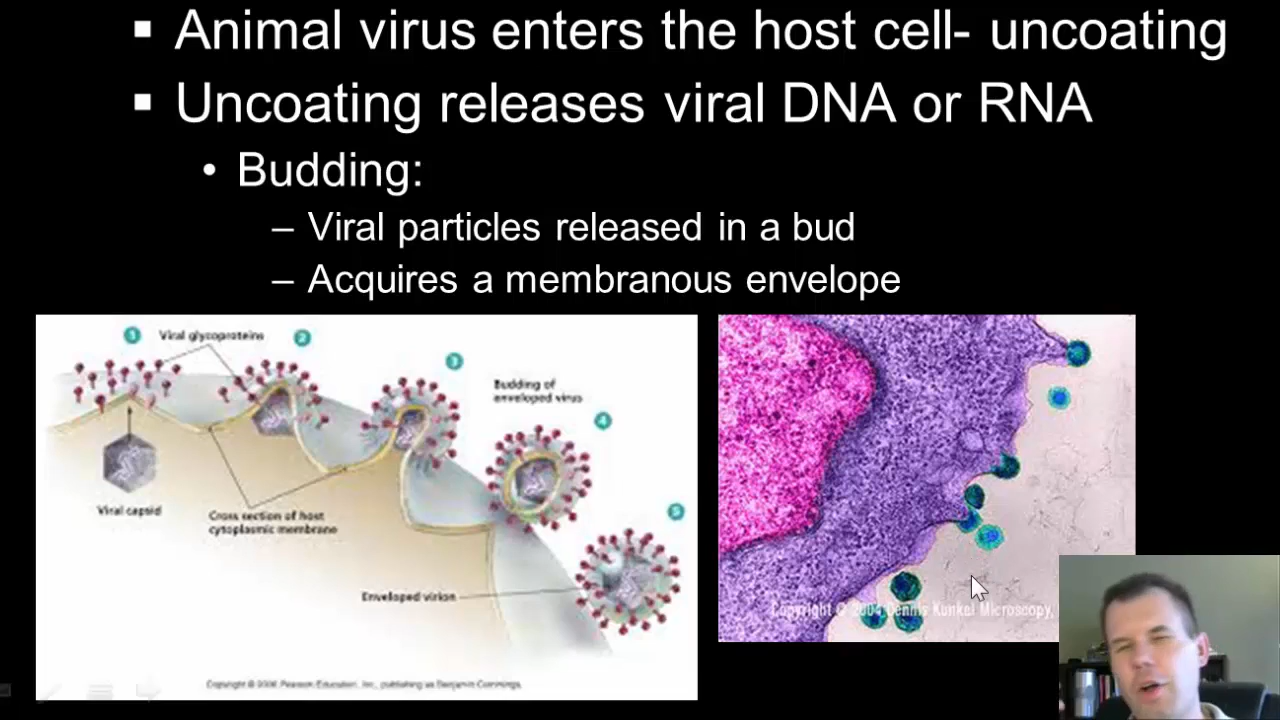 ▪ Animal virus enters the host cell- uncoating
▪ Uncoating releases viral DNA or RNA
• Budding:
– Viral particles released in a bud
– Acquires a membranous envelope
1
Viral glycoproteins
2
3
Budding of
enveloped virus
4
Viral capsid
Cross section of host
cytoplasmic membrane
5
Enveloped virion
Copyright © 2006 Pearson Education, Inc., publishing as Benjamin Cummings.
Copyright © 2004 Dennis Kunkel Microscopy,